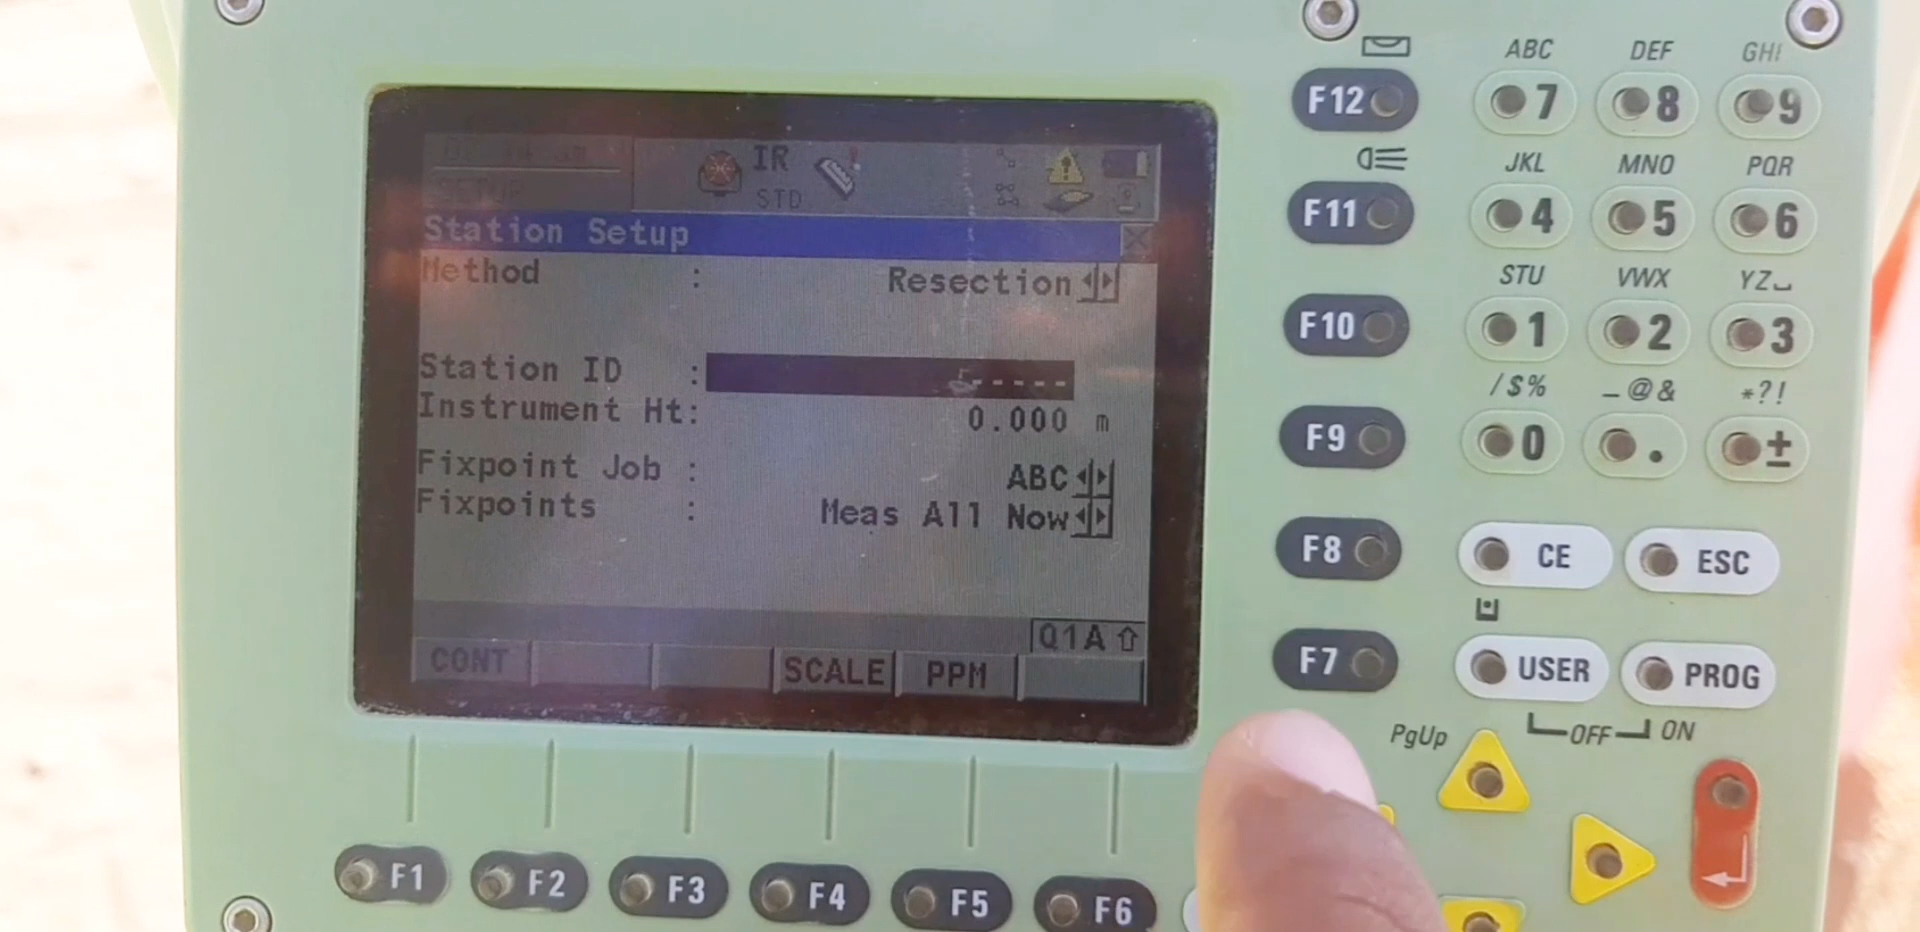 IR
STD
SETUP
Station Setup
Method : Resection
Station ID : -----
Instrument Ht: 0.000 m
Fixpoint Job : ABC
Fixpoints : Meas All Now
Q1A
CONT SCALE PPM
F1 F2 F3 F4 F5 F6
F12
F11
F10
F9
F8
F7
ABC DEF GHI
7 8 9
JKL MNO PQR
4 5 6
STU VWX YZ
1 2 3
/$% _@& *?!
0 . ±
CE ESC
USER PROG
OFF ON
PgUp